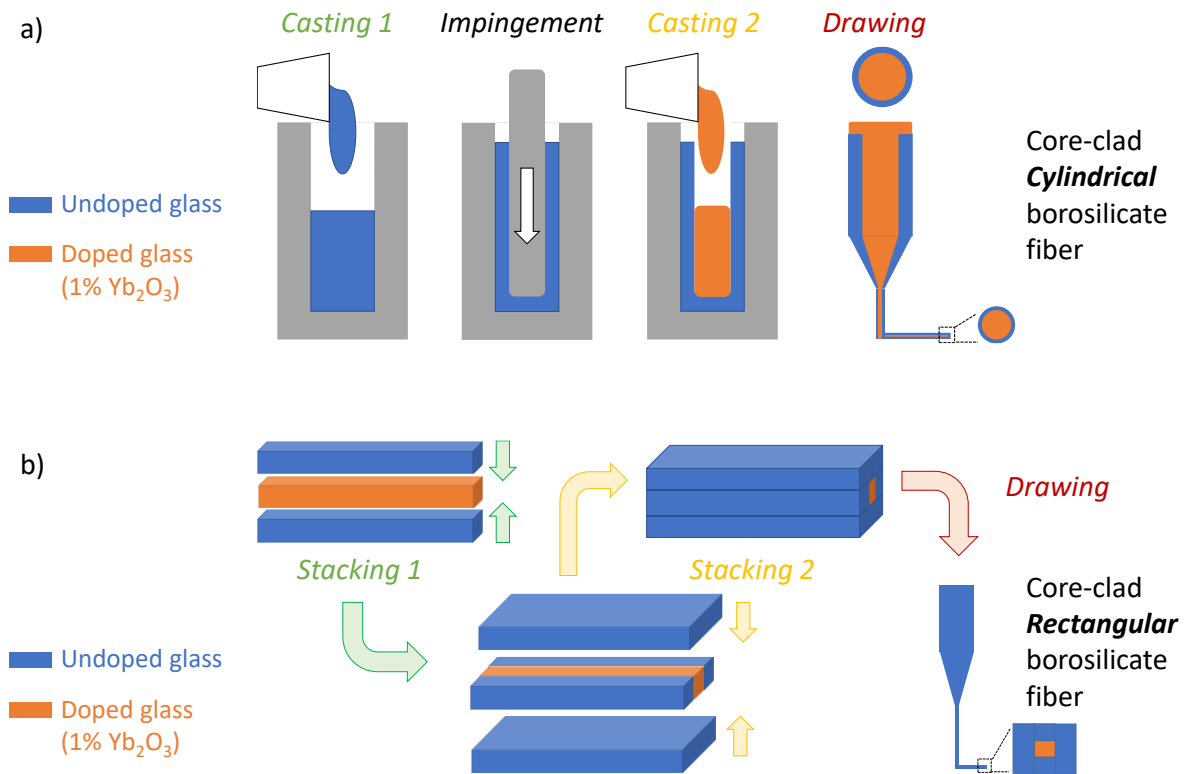 a)
Casting 1
Impingement
Casting 2
Drawing
Undoped glass
Doped glass
(1% Yb₂O₃)
Core-clad
Cylindrical
borosilicate
fiber
b)
Stacking 1
Stacking 2
Drawing
Undoped glass
Doped glass
(1% Yb₂O₃)
Core-clad
Rectangular
borosilicate
fiber